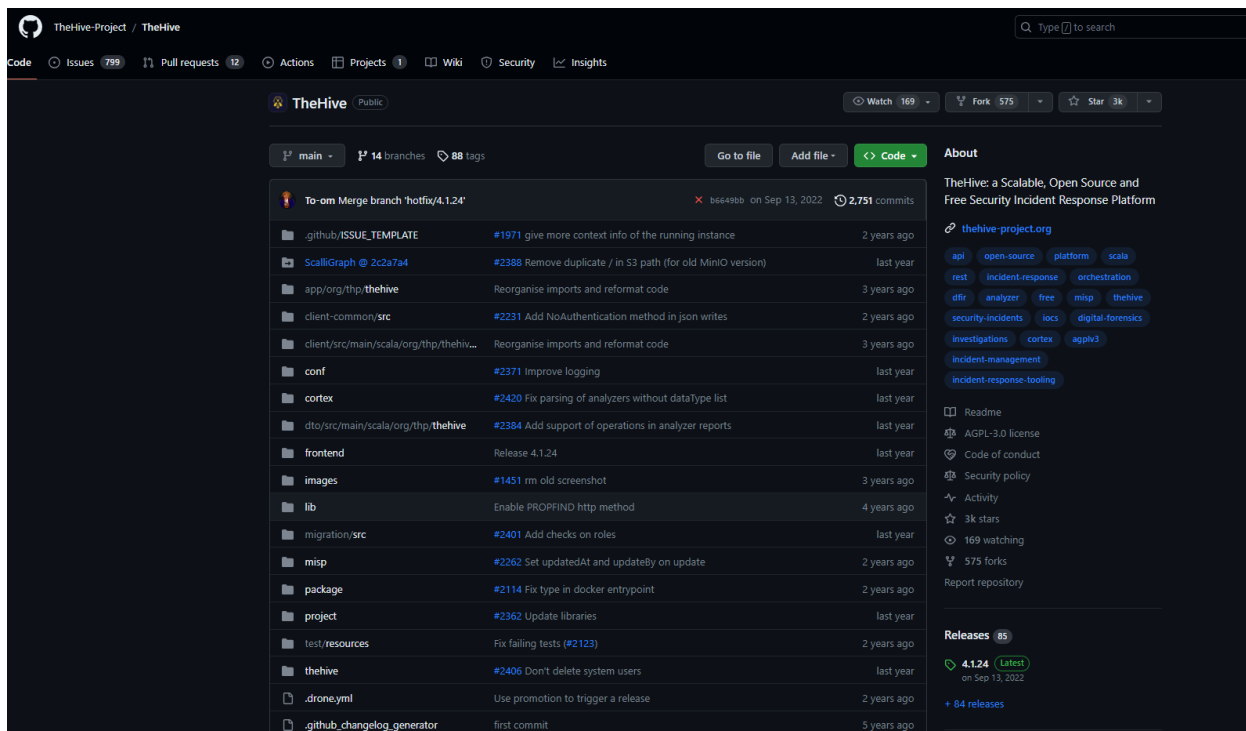 TheHive-Project / TheHive
Type / to search
Code Issues 799 Pull requests 12 Actions Projects 1 Wiki Security Insights
TheHive Public
Watch 169 Fork 575 Star 3k
main 14 branches 88 tags
Go to file Add file Code
To-om Merge branch 'hotfix/4.1.24' b6649bb on Sep 13, 2022 2,751 commits
.github/ISSUE_TEMPLATE #1971 give more context info of the running instance 2 years ago
ScalliGraph @ 2c2a7a4 #2388 Remove duplicate / in S3 path (for old MinIO version) last year
app/org/thp/thehive Reorganise imports and reformat code 3 years ago
client-common/src #2231 Add NoAuthentication method in json writes 2 years ago
client/src/main/scala/org/thp/thehiv... Reorganise imports and reformat code 3 years ago
conf #2371 Improve logging last year
cortex #2420 Fix parsing of analyzers without dataType list last year
dto/src/main/scala/org/thp/thehive #2384 Add support of operations in analyzer reports last year
frontend Release 4.1.24 last year
images #1451 rm old screenshot 3 years ago
lib Enable PROPFIND http method 4 years ago
migration/src #2401 Add checks on roles last year
misp #2262 Set updatedAt and updateBy on update 2 years ago
package #2114 Fix type in docker entrypoint 2 years ago
project #2362 Update libraries last year
test/resources Fix failing tests (#2123) 2 years ago
thehive #2406 Don't delete system users last year
.drone.yml Use promotion to trigger a release 2 years ago
.github_changelog_generator first commit 5 years ago
About
TheHive: a Scalable, Open Source and
Free Security Incident Response Platform
thehive-project.org
api open-source platform scala
rest incident-response orchestration
dfir analyzer free misp thehive
security-incidents iocs digital-forensics
investigations cortex agplv3
incident-management
incident-response-tooling
Readme
AGPL-3.0 license
Code of conduct
Security policy
Activity
3k stars
169 watching
575 forks
Report repository
Releases 85
4.1.24 Latest
on Sep 13, 2022
+ 84 releases